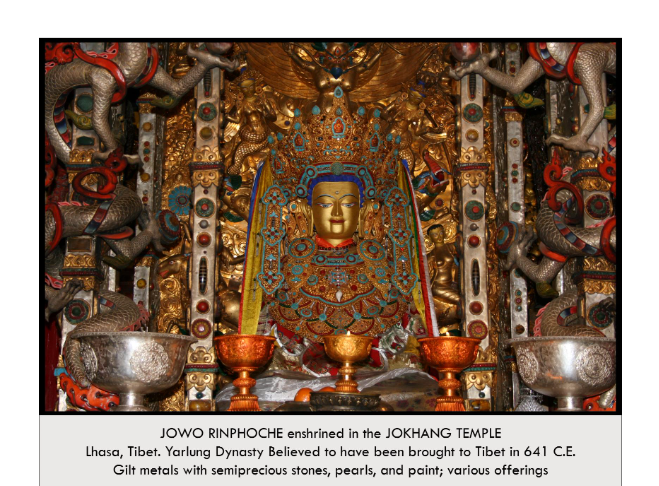 JOWO RINPHOCHE enshrined in the JOKHANG TEMPLE
Lhasa, Tibet. Yarlung Dynasty Believed to have been brought to Tibet in 641 C.E.
Gilt metals with semiprecious stones, pearls, and paint; various offerings